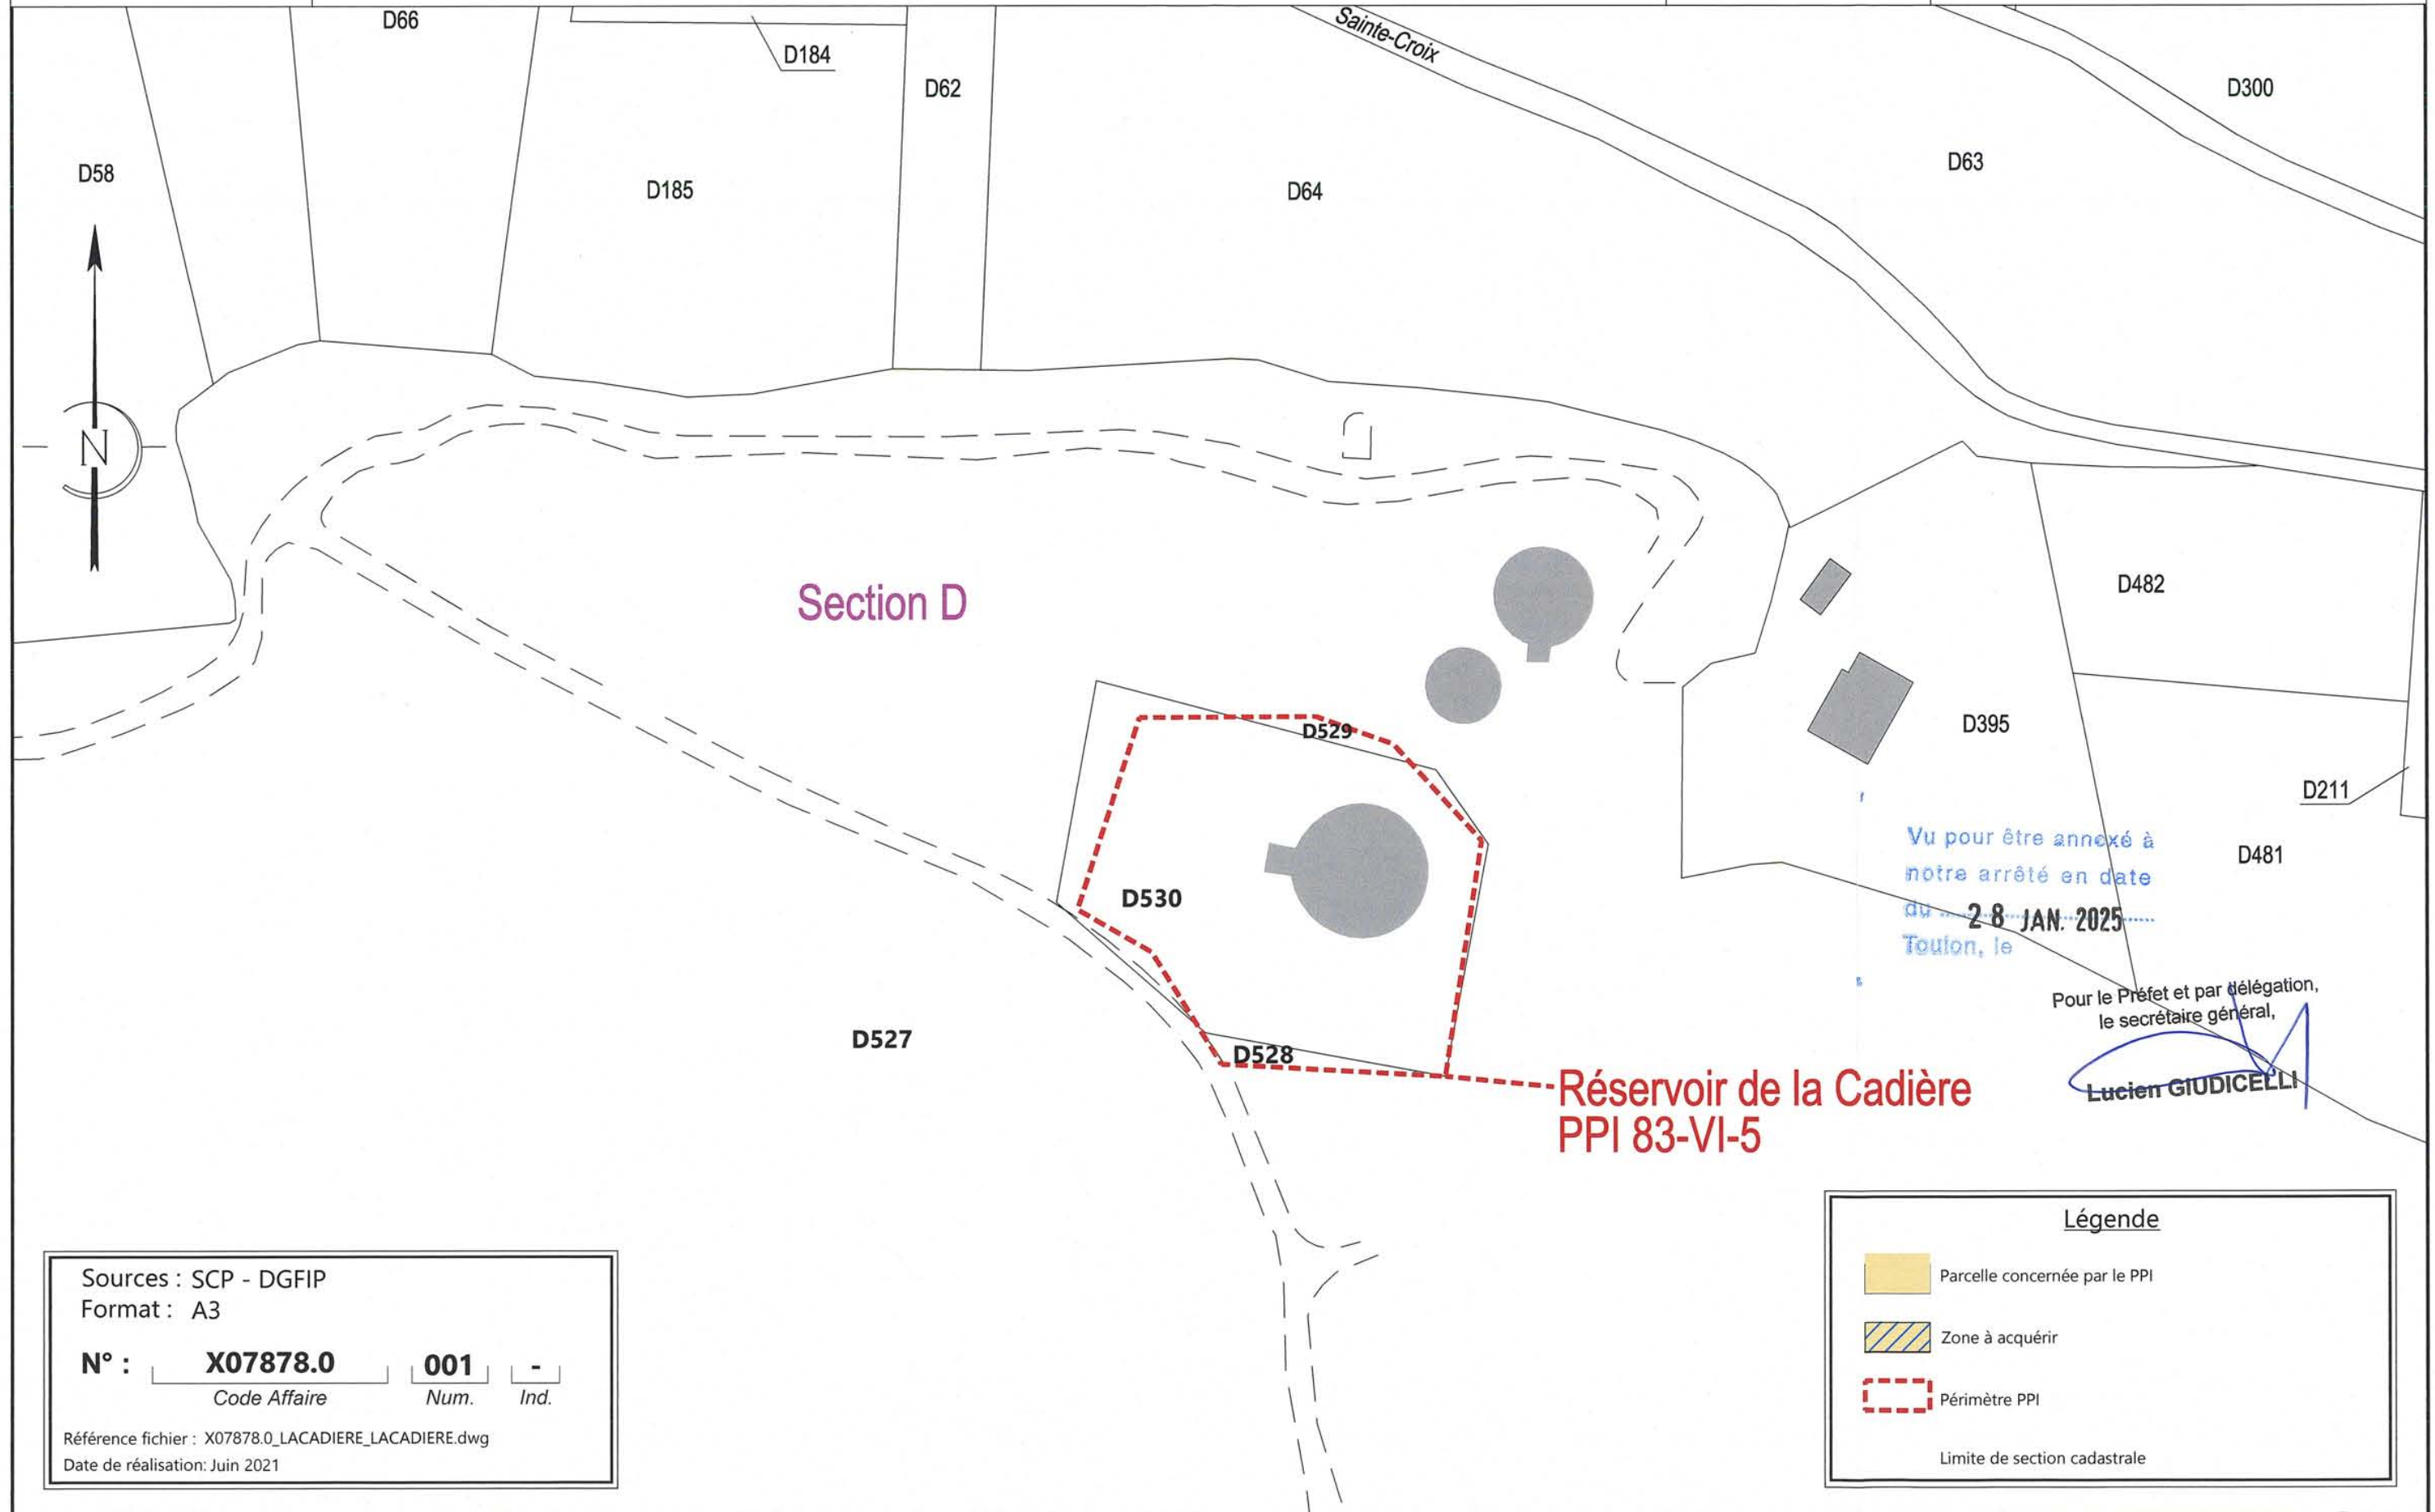 D66
D184
D62
Sainte-Croix
D300
D58
D185
D64
D63
N
Section D
D482
D529
D395
D211
D530
Vu pour être annexé à
notre arrêté en date
du 28 JAN. 2025
Toulon, le
D481
D527
D528
Pour le Préfet et par délégation,
le secrétaire général,
Lucien GIUDICELLI
Réservoir de la Cadière
PPI 83-VI-5
Sources : SCP - DGFIP
Format : A3
N° : X07878.0 001 -
Code Affaire Num. Ind.
Référence fichier : X07878.0_LACADIERE_LACADIERE.dwg
Date de réalisation: Juin 2021
Légende
Parcelle concernée par le PPI
Zone à acquérir
Périmètre PPI
Limite de section cadastrale